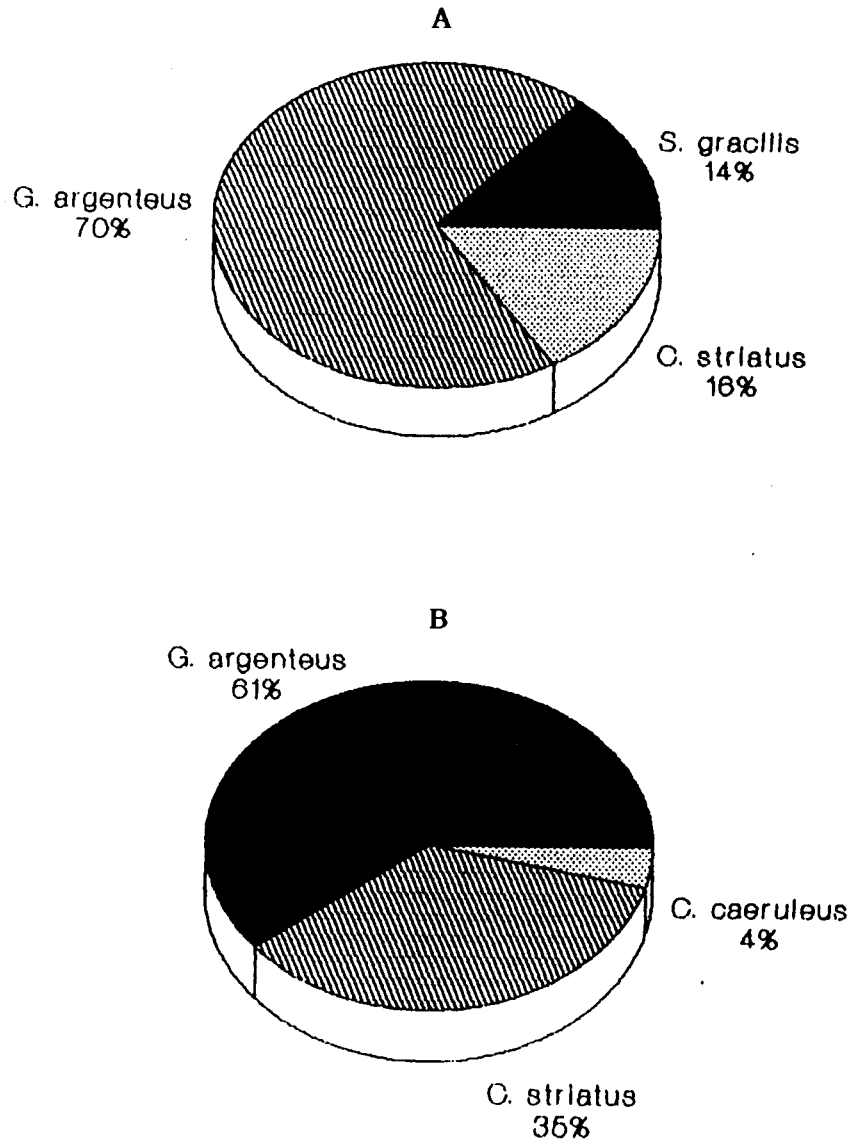 A
S. gracilis
14%
G. argenteus
70%
C. striatus
16%
B
G. argenteus
61%
C. caeruleus
4%
C. striatus
35%